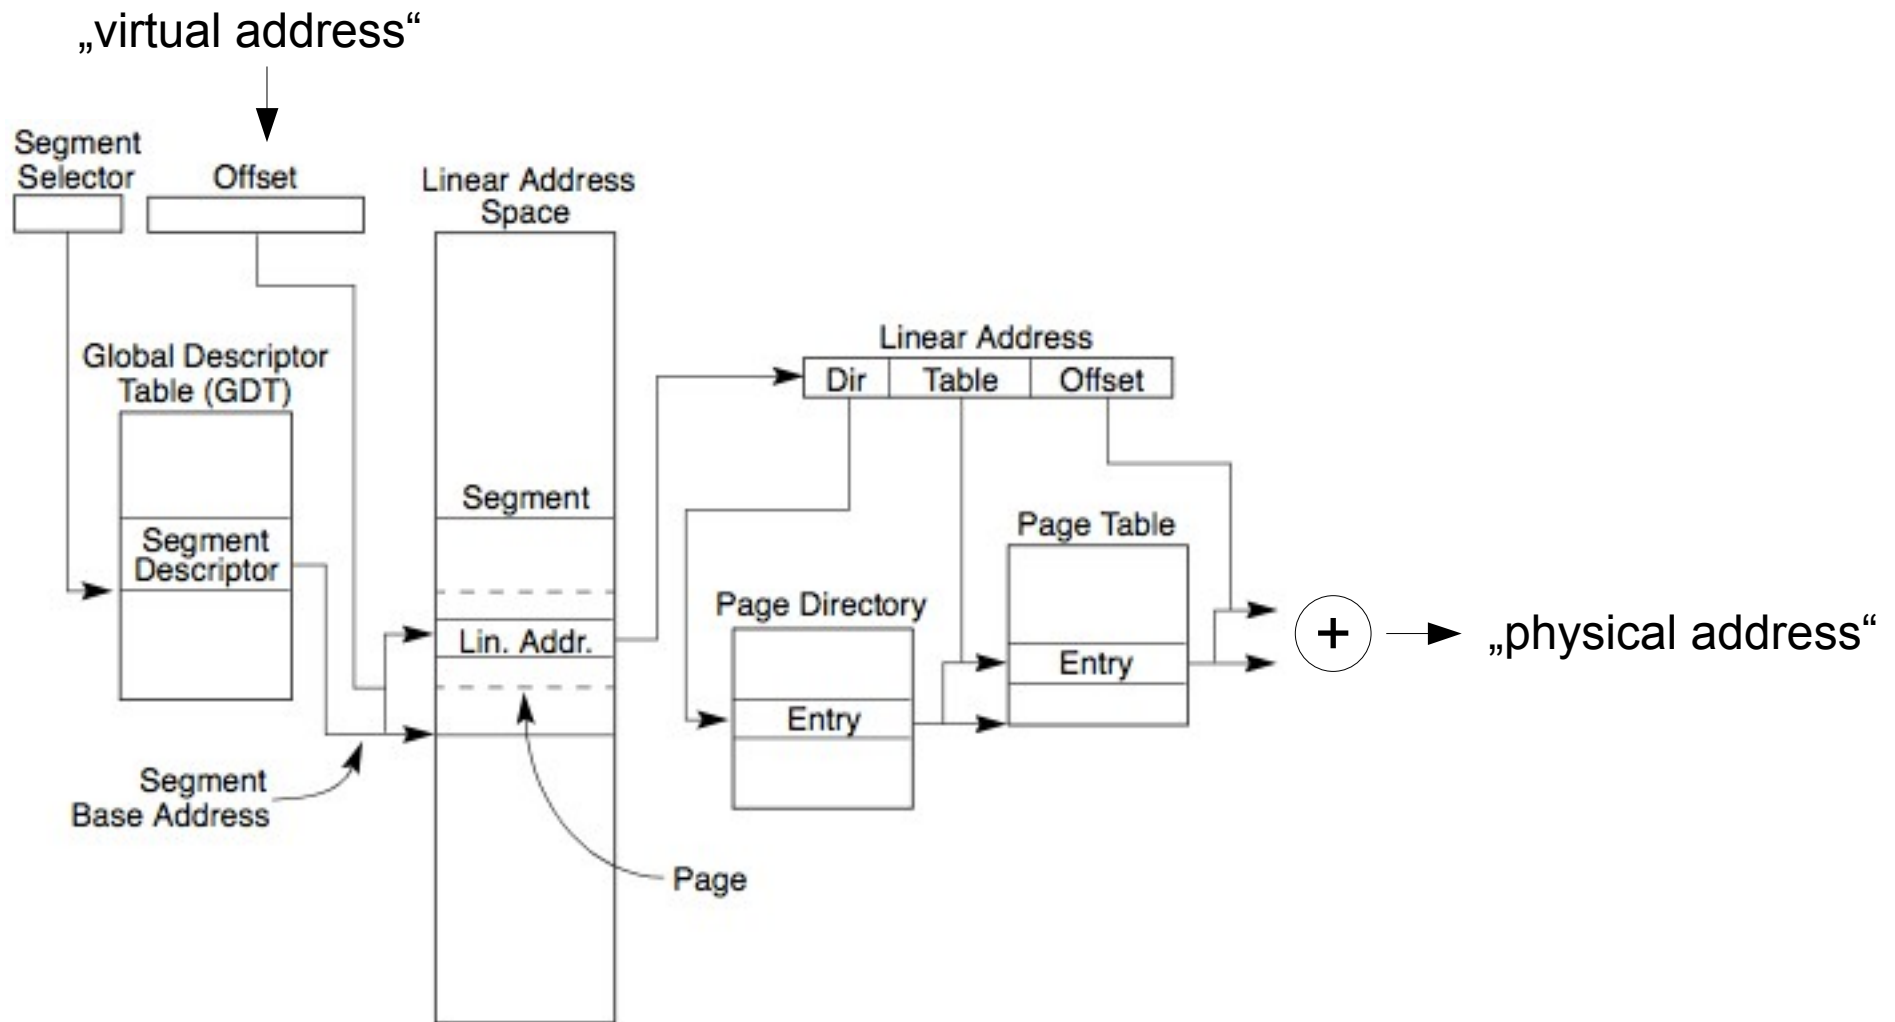 „virtual address“
Segment
Selector
Offset
Linear Address
Space
Global Descriptor
Table (GDT)
Segment
Descriptor
Segment
Base Address
Segment
Lin. Addr.
Page
Linear Address
Dir
Table
Offset
Page Directory
Entry
Page Table
Entry
+
„physical address“